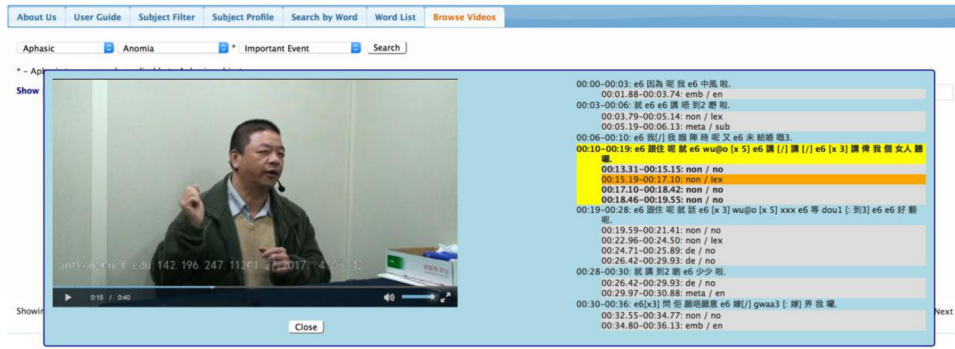 About Us User Guide Subject Filter Subject Profile Search by Word Word List Browse Videos
Aphasic Anomia * Important Event Search
Show
00:00-00:03: e6 因為 呢 我 e6 中風 啦.
00:01.88-00:03.74: emb / en
00:03-00:06: 就 e6 e6 講 唔 到2 嘢 啦.
00:03.79-00:05.14: non / lex
00:05.19-00:06.13: meta / sub
00:06-00:10: e6 我[/] 我 嗰 陣 時 呢 又 e6 未 結婚 嘅3.
00:10-00:19: e6 跟住 呢 就 e6 wu@o [x 5] e6 講 [/] 講 [/] e6 [x 3] 講 俾 我 個 女人 聽
囉.
00:13.31-00:15.15: non / no
00:15.19-00:17.10: non / lex
00:17.10-00:18.42: non / no
00:18.46-00:19.55: non / no
00:19-00:28: e6 跟住 呢 就 話 e6 [x 3] wu@o [x 5] xxx e6 等 dou1 [: 到3] e6 e6 好 翻
呢.
00:19.59-00:21.41: non / no
00:22.96-00:24.50: non / lex
00:24.71-00:25.89: de / no
00:26.42-00:29.93: de / no
00:28-00:30: 就 講 到2 啲 e6 少少 啦.
00:26.42-00:29.93: de / no
00:29.97-00:30.88: meta / en
00:30-00:36: e6[x3] 問 佢 願唔願意 e6 嫁[/] gwaa3 [: 嫁] 畀 我 囉.
00:32.55-00:34.77: non / no
00:34.80-00:36.13: emb / en
0:15 / 0:40
Close
Next